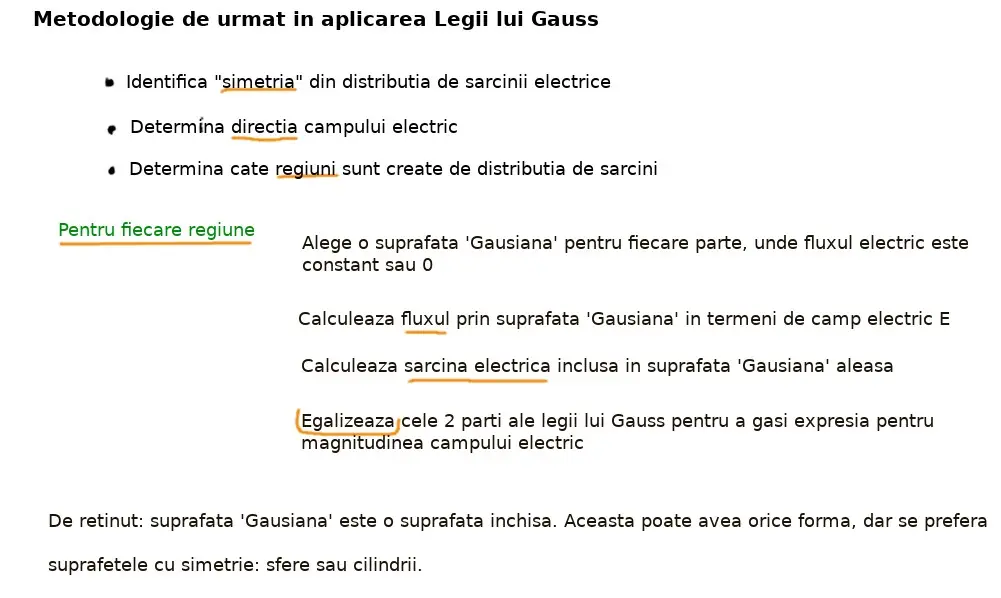 Metodologie de urmat in aplicarea Legii lui Gauss
Identifica "simetria" din distributia de sarcinii electrice
Determína directia campului electric
Determina cate regiuni sunt create de distributia de sarcini
Pentru fiecare regiune
Alege o suprafata 'Gausiana' pentru fiecare parte, unde fluxul electric este
constant sau 0
Calculeaza fluxul prin suprafata 'Gausiana' in termeni de camp electric E
Calculeaza sarcina electrica inclusa in suprafata 'Gausiana' aleasa
Egalizeaza cele 2 parti ale legii lui Gauss pentru a gasi expresia pentru
magnitudinea campului electric
De retinut: suprafata 'Gausiana' este o suprafata inchisa. Aceasta poate avea orice forma, dar se prefera
suprafetele cu simetrie: sfere sau cilindrii.